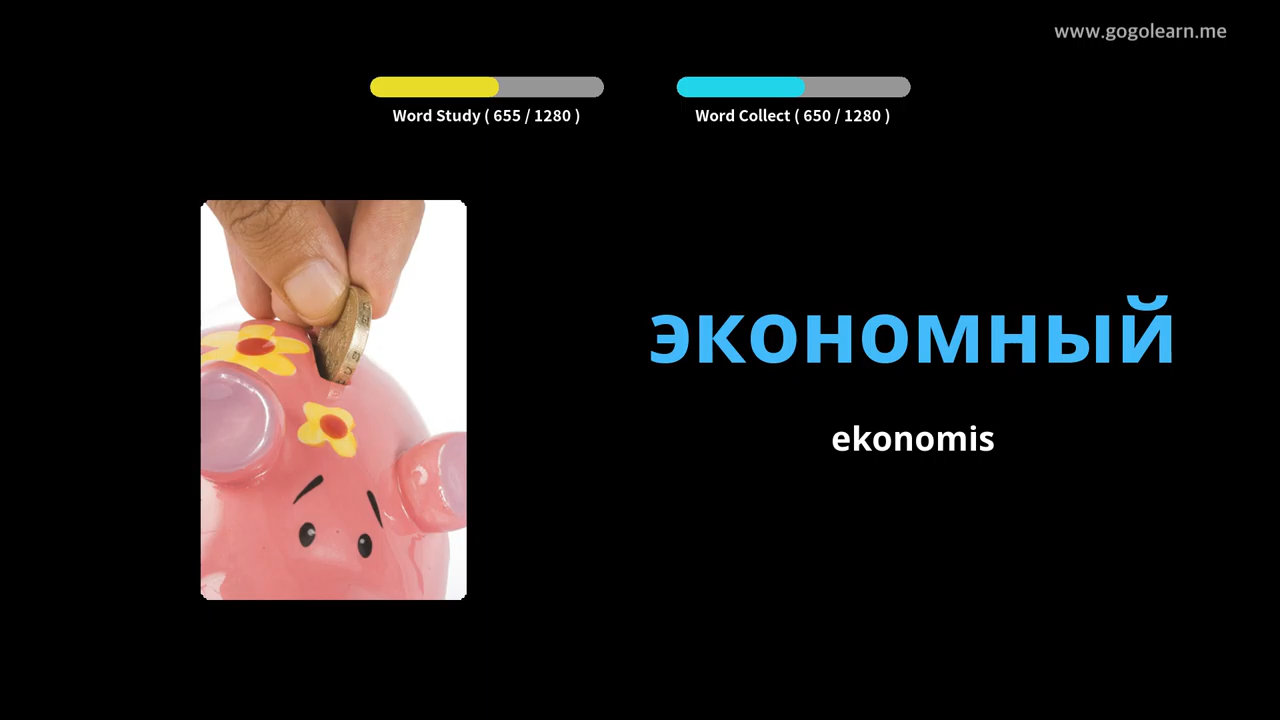 www.gogolearn.me
Word Study ( 655 / 1280 )
Word Collect ( 650 / 1280 )
экономный
ekonomis